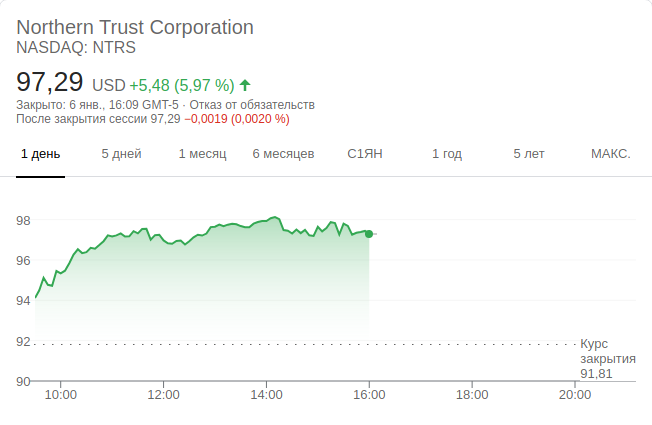 Northern Trust Corporation
NASDAQ: NTRS
97,29 USD +5,48 (5,97 %)
Закрыто: 6 янв., 16:09 GMT-5 · Отказ от обязательств
После закрытия сессии 97,29 −0,0019 (0,0020 %)
1 день 5 дней 1 месяц 6 месяцев С1ЯН 1 год 5 лет МАКС.
98
96
94
92
Курс
закрытия
91,81
90
10:00 12:00 14:00 16:00 18:00 20:00